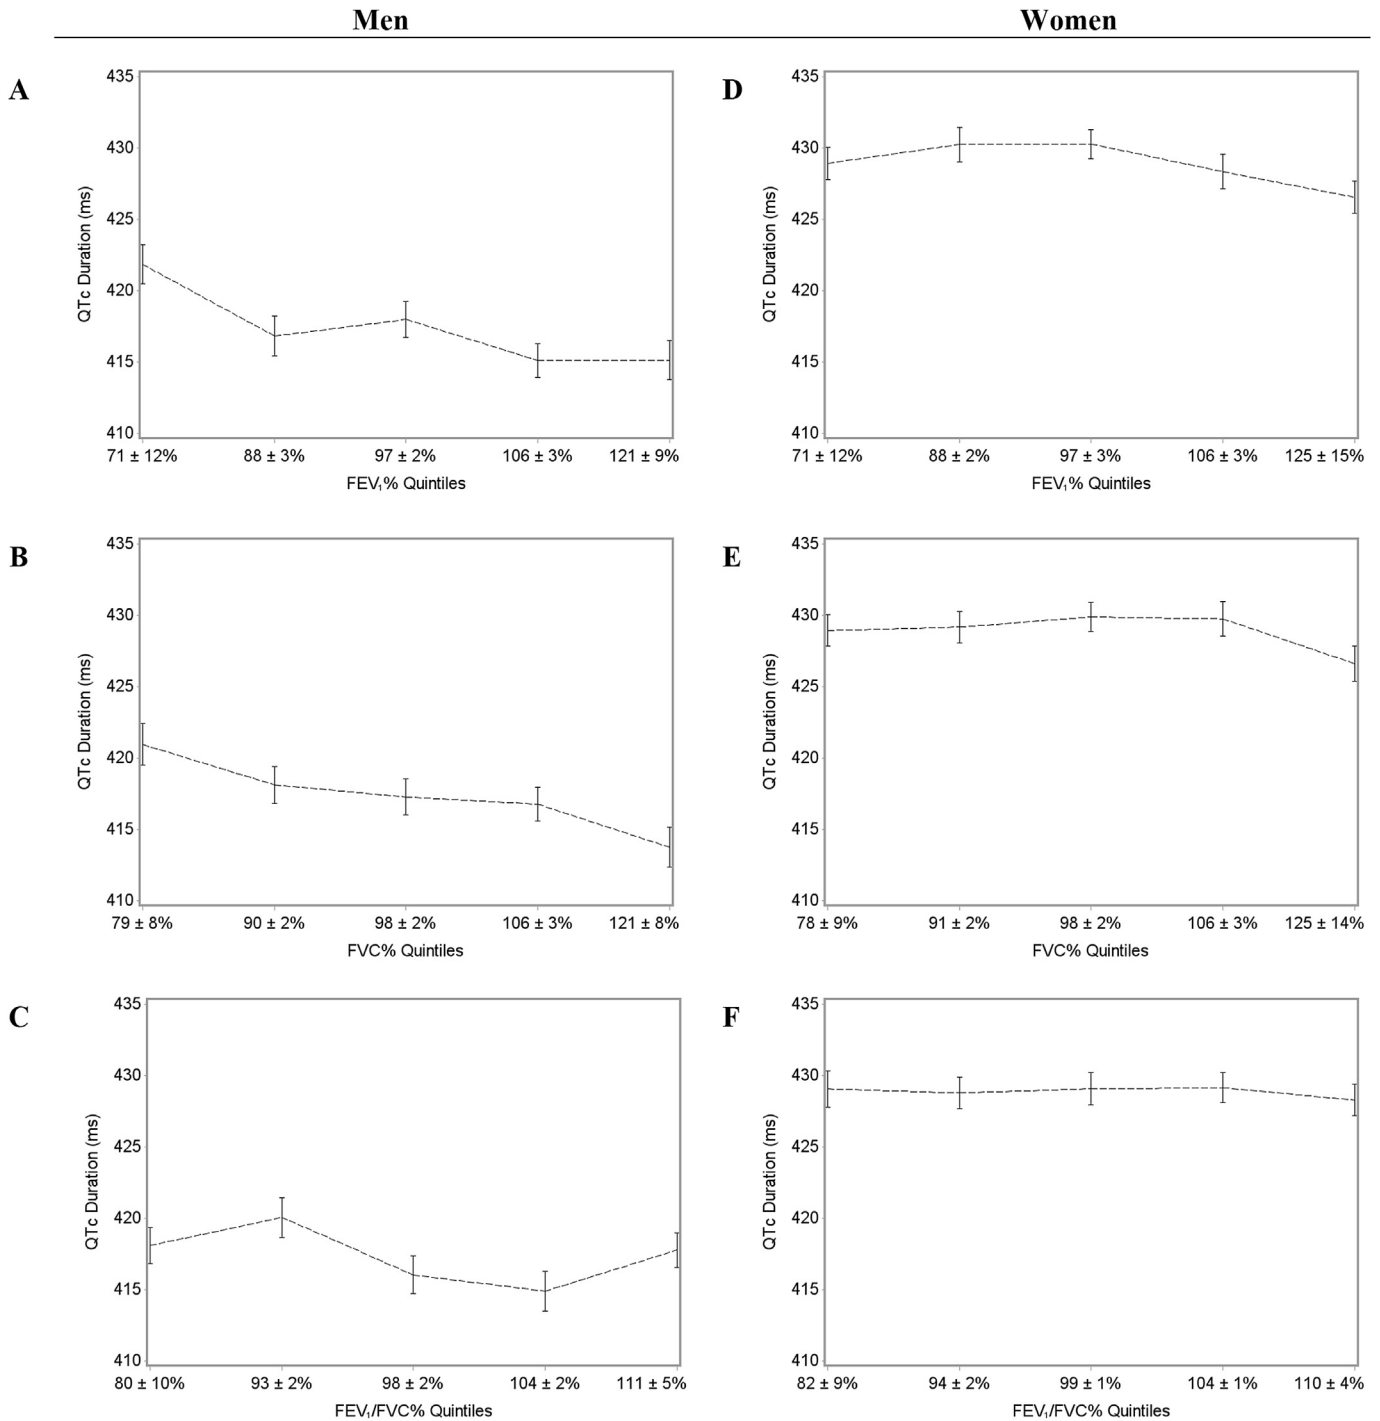 Men Women
A
435
430
425
420
415
410
QTc Duration (ms)
71 ± 12% 88 ± 3% 97 ± 2% 106 ± 3% 121 ± 9%
FEV₁% Quintiles
D
435
430
425
420
415
410
QTc Duration (ms)
71 ± 12% 88 ± 2% 97 ± 3% 106 ± 3% 125 ± 15%
FEV₁% Quintiles
B
435
430
425
420
415
410
QTc Duration (ms)
79 ± 8% 90 ± 2% 98 ± 2% 106 ± 3% 121 ± 8%
FVC% Quintiles
E
435
430
425
420
415
410
QTc Duration (ms)
78 ± 9% 91 ± 2% 98 ± 2% 106 ± 3% 125 ± 14%
FVC% Quintiles
C
435
430
425
420
415
410
QTc Duration (ms)
80 ± 10% 93 ± 2% 98 ± 2% 104 ± 2% 111 ± 5%
FEV₁/FVC% Quintiles
F
435
430
425
420
415
410
QTc Duration (ms)
82 ± 9% 94 ± 2% 99 ± 1% 104 ± 1% 110 ± 4%
FEV₁/FVC% Quintiles